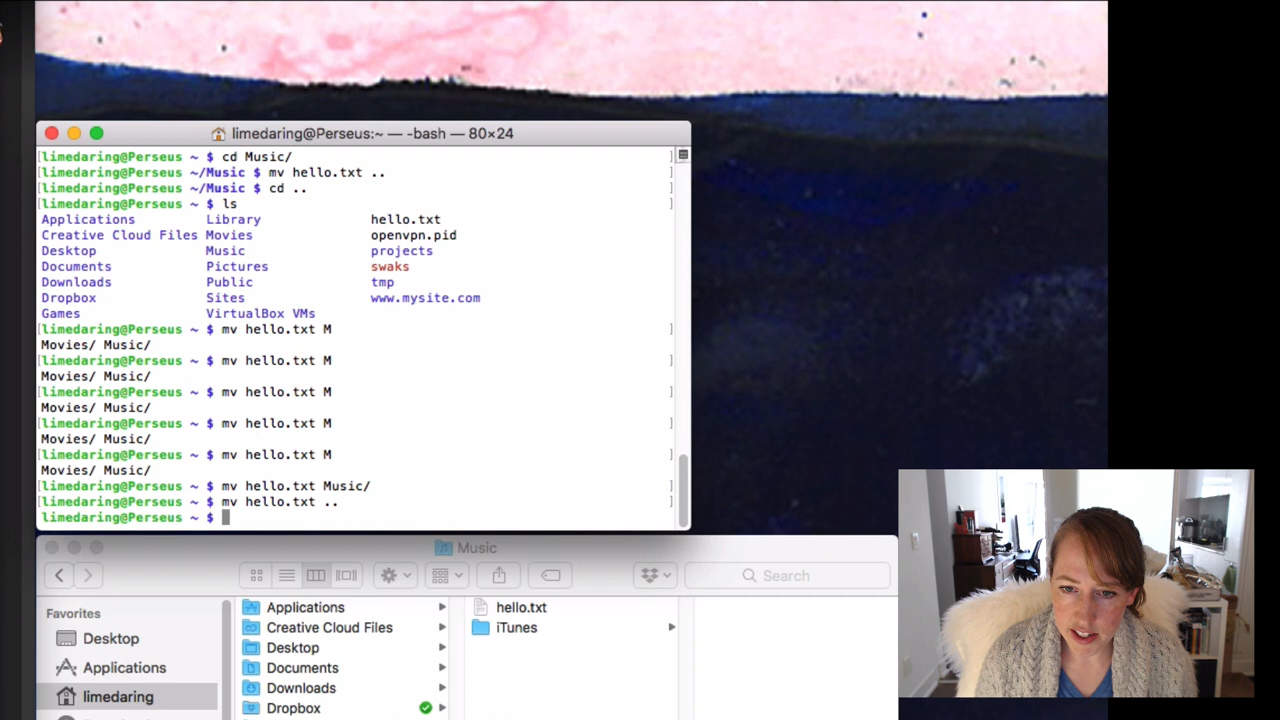 limedaring@Perseus:~ — -bash — 80×24
[limedaring@Perseus ~ $ cd Music/ ]
[limedaring@Perseus ~/Music $ mv hello.txt .. ]
[limedaring@Perseus ~/Music $ cd .. ]
[limedaring@Perseus ~ $ ls ]
Applications Library hello.txt
Creative Cloud Files Movies openvpn.pid
Desktop Music projects
Documents Pictures swaks
Downloads Public tmp
Dropbox Sites www.mysite.com
Games VirtualBox VMs
[limedaring@Perseus ~ $ mv hello.txt M ]
Movies/ Music/
[limedaring@Perseus ~ $ mv hello.txt M ]
Movies/ Music/
[limedaring@Perseus ~ $ mv hello.txt M ]
Movies/ Music/
[limedaring@Perseus ~ $ mv hello.txt M ]
Movies/ Music/
[limedaring@Perseus ~ $ mv hello.txt M ]
Movies/ Music/
[limedaring@Perseus ~ $ mv hello.txt Music/ ]
[limedaring@Perseus ~ $ mv hello.txt .. ]
limedaring@Perseus ~ $
Music
Search
Favorites
Desktop
Applications
limedaring
Applications
Creative Cloud Files
Desktop
Documents
Downloads
Dropbox
hello.txt
iTunes